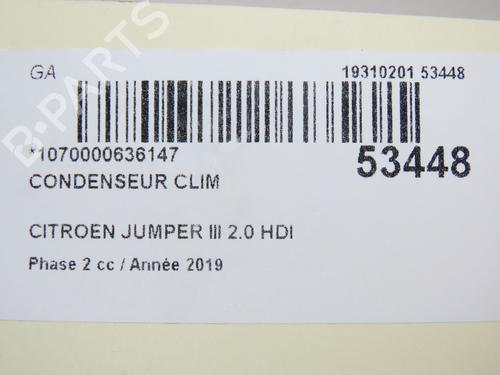 GA 19310201 53448
*1070000636147 53448
CONDENSEUR CLIM
CITROEN JUMPER III 2.0 HDI
Phase 2 cc / Année 2019
B-PARTS